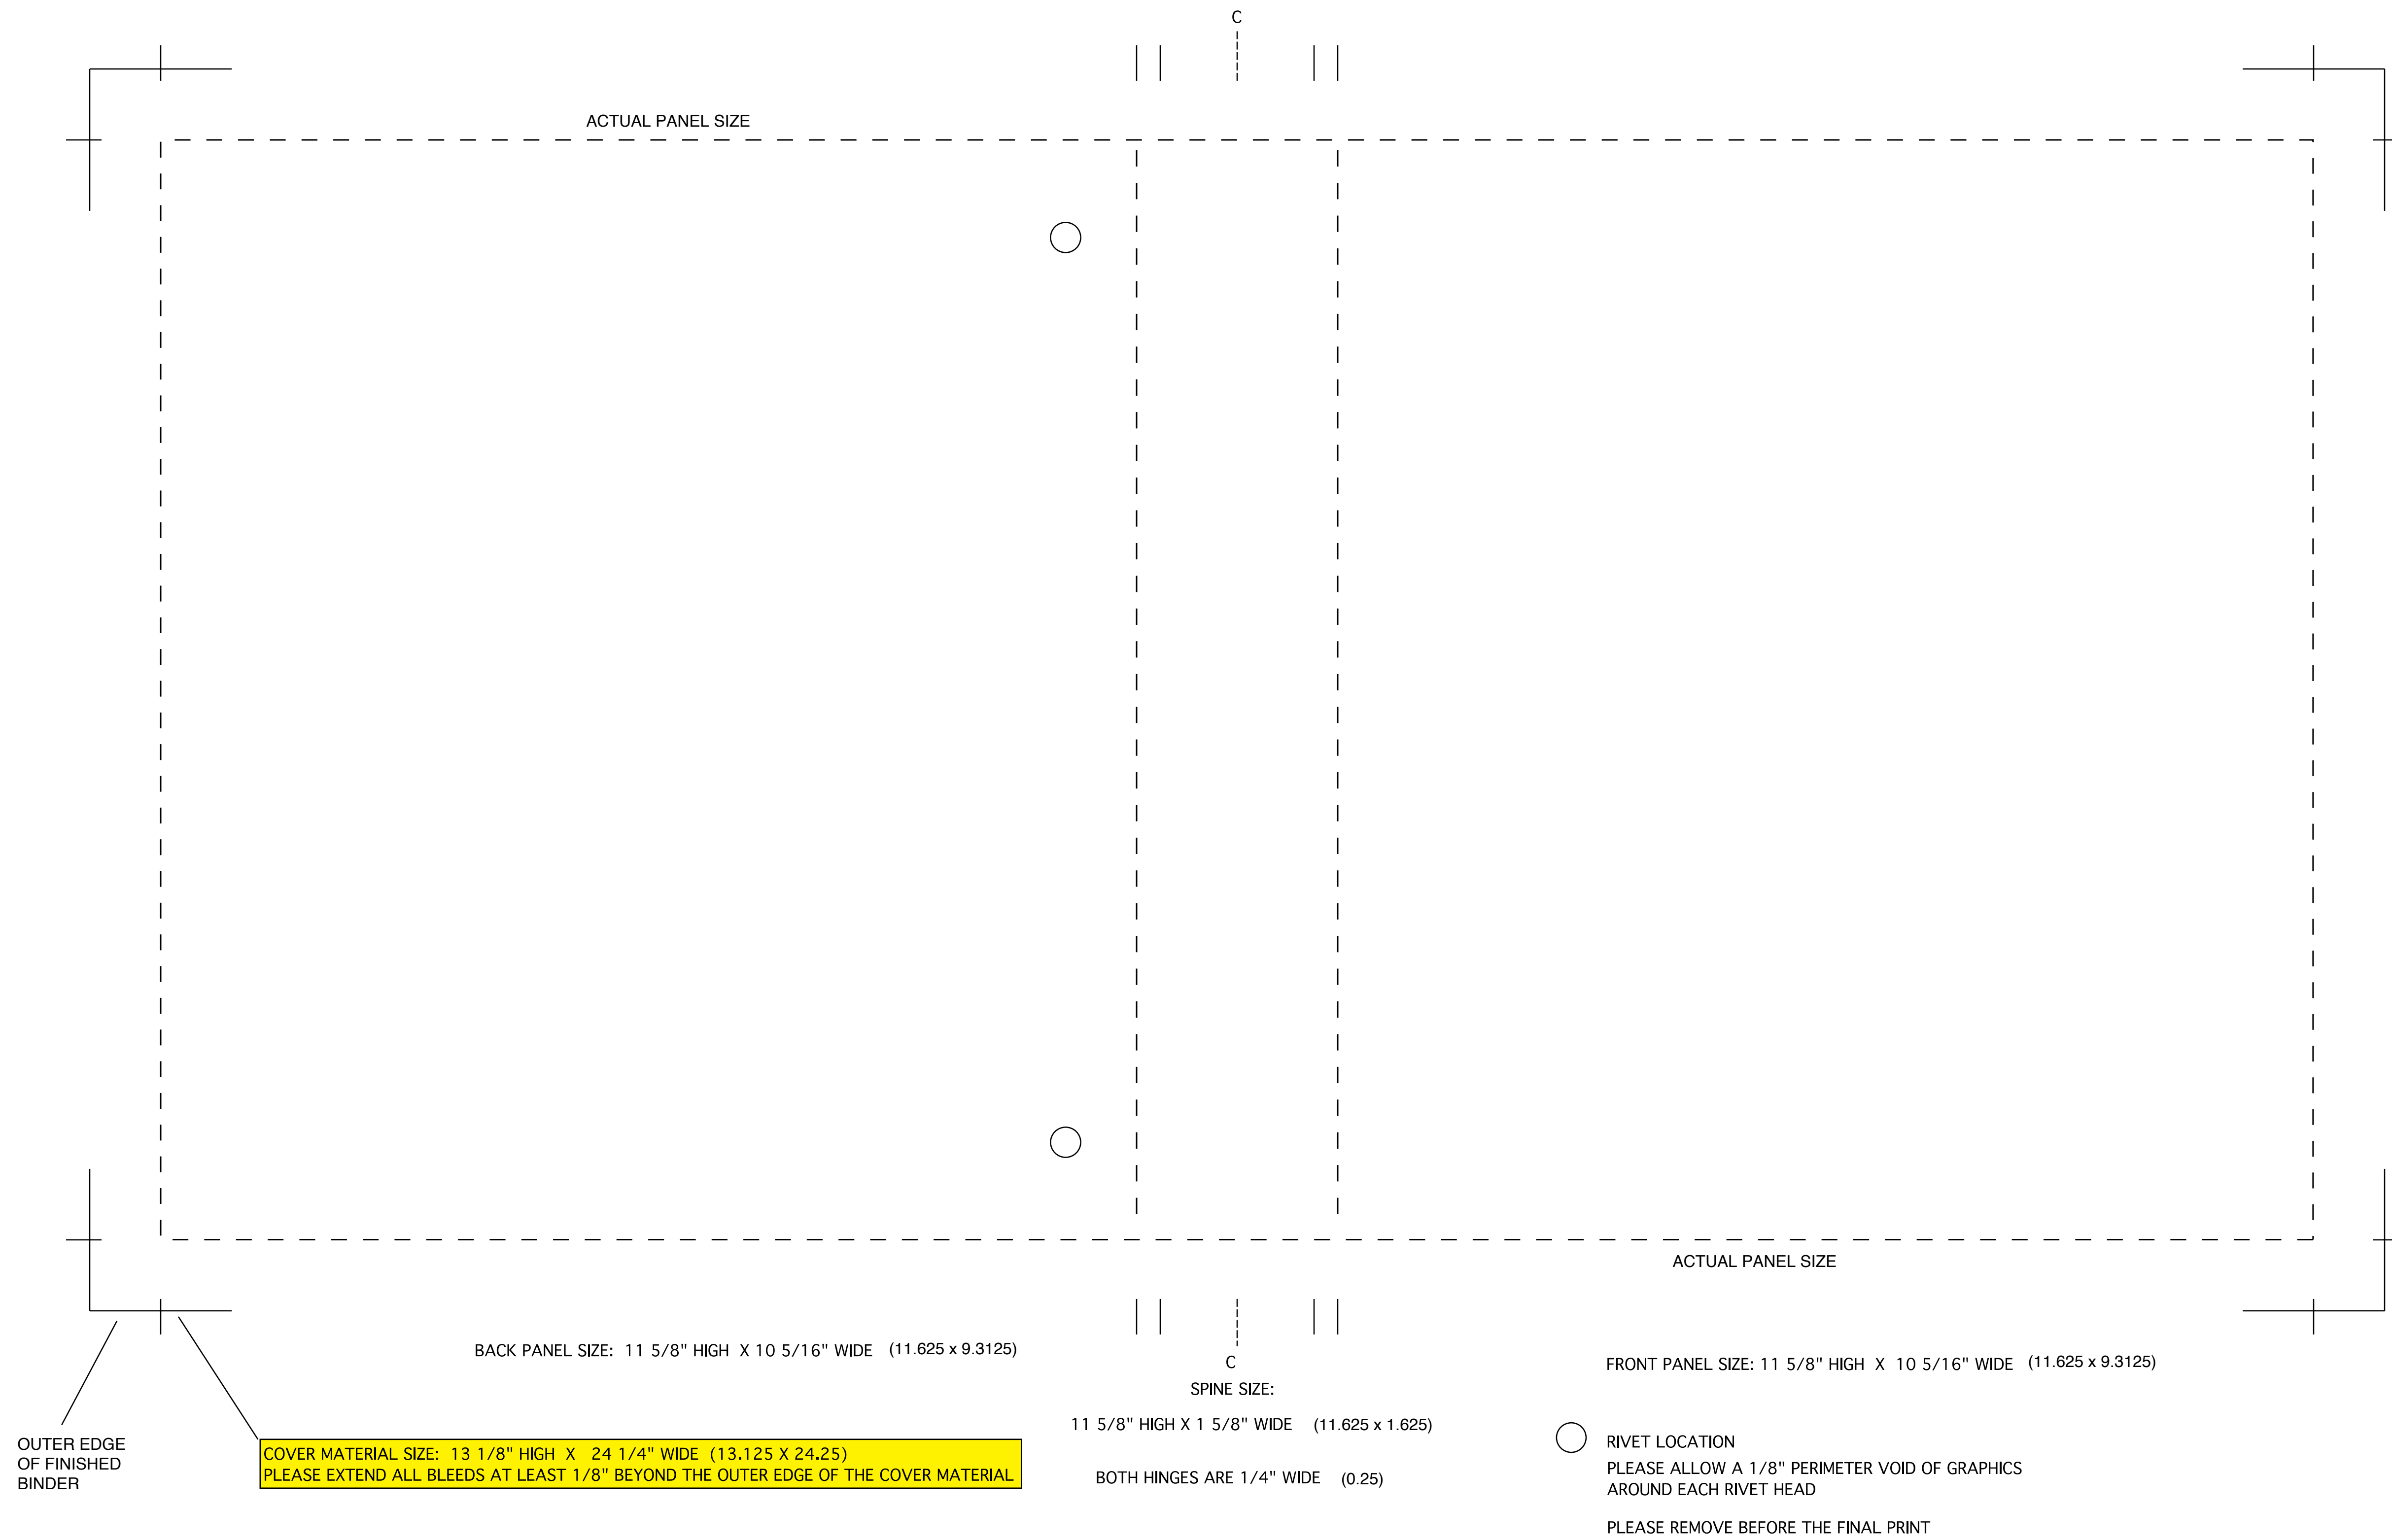 C
ACTUAL PANEL SIZE
ACTUAL PANEL SIZE
BACK PANEL SIZE: 11 5/8" HIGH X 10 5/16" WIDE (11.625 x 9.3125)
C
SPINE SIZE:
11 5/8" HIGH X 1 5/8" WIDE (11.625 x 1.625)
BOTH HINGES ARE 1/4" WIDE (0.25)
FRONT PANEL SIZE: 11 5/8" HIGH X 10 5/16" WIDE (11.625 x 9.3125)
OUTER EDGE
OF FINISHED
BINDER
COVER MATERIAL SIZE: 13 1/8" HIGH X 24 1/4" WIDE (13.125 X 24.25)
PLEASE EXTEND ALL BLEEDS AT LEAST 1/8" BEYOND THE OUTER EDGE OF THE COVER MATERIAL
RIVET LOCATION
PLEASE ALLOW A 1/8" PERIMETER VOID OF GRAPHICS
AROUND EACH RIVET HEAD
PLEASE REMOVE BEFORE THE FINAL PRINT